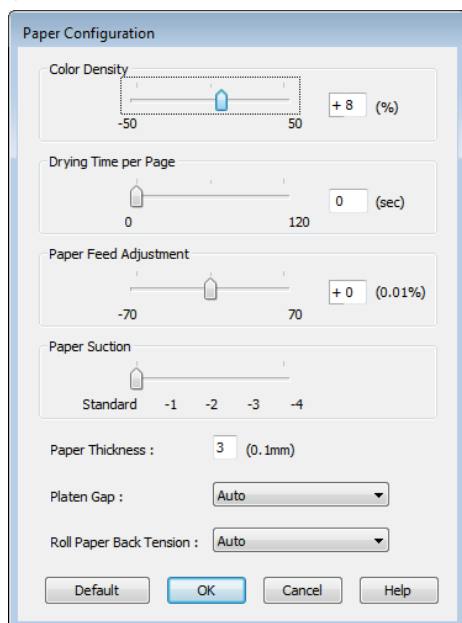 Paper Configuration
Color Density
+ 8 (%)
-50 50
Drying Time per Page
0 (sec)
0 120
Paper Feed Adjustment
+ 0 (0.01%)
-70 70
Paper Suction
Standard -1 -2 -3 -4
Paper Thickness : 3 (0.1mm)
Platen Gap : Auto
Roll Paper Back Tension : Auto
Default OK Cancel Help